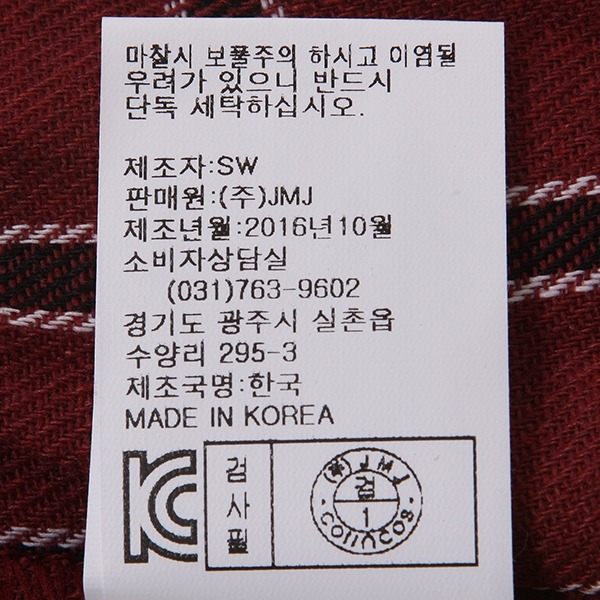 마찰시 보풀주의 하시고 이염될
우려가 있으니 반드시
단독 세탁하십시오.
제조자:SW
판매원:(주)JMJ
제조년월:2016년10월
소비자상담실
(031)763-9602
경기도 광주시 실촌읍
수양리 295-3
제조국명:한국
MADE IN KOREA
KC
검사필
(주)JMJ
검
1
collncos